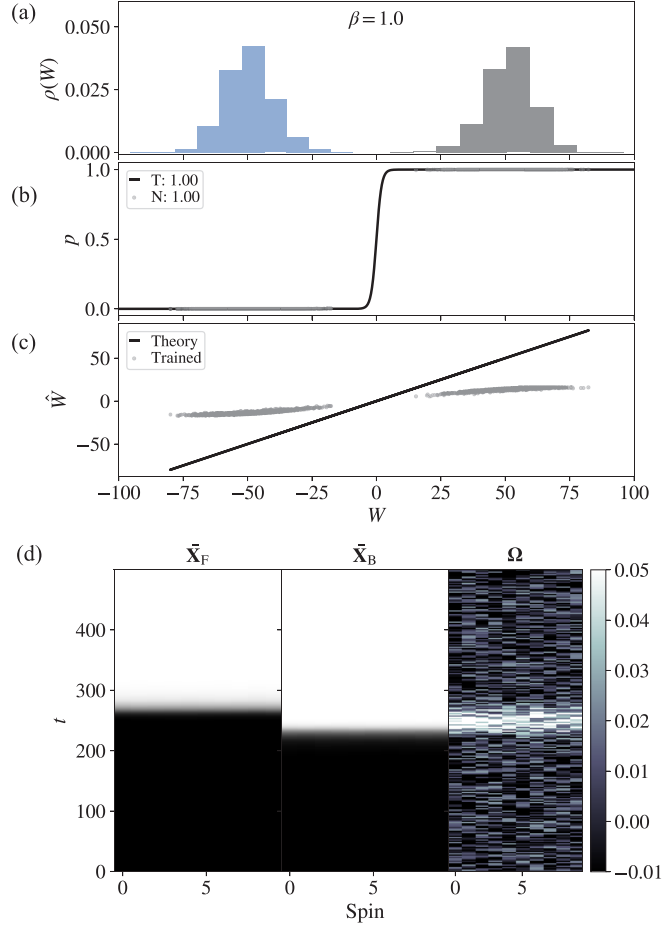 (a)
β = 1.0
0.050
0.025
0.000
ρ(W)
(b)
T: 1.00
N: 1.00
1.0
0.5
0.0
p
(c)
Theory
Trained
50
0
−50
Ŵ
−100 −75 −50 −25 0 25 50 75 100
W
(d)
X̄F X̄B Ω
400
300
200
100
0
t
0.05
0.04
0.03
0.02
0.01
0.00
−0.01
0 5 0 5 0 5
Spin